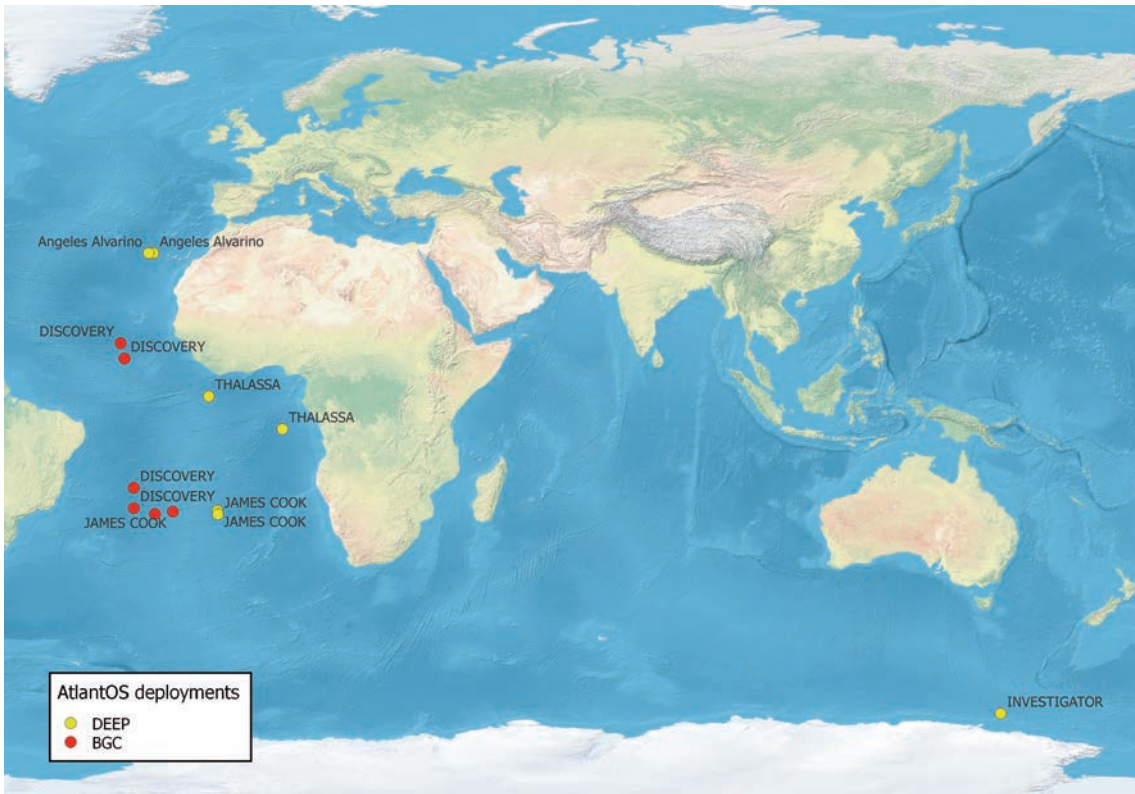 Angeles Alvarino Angeles Alvarino
DISCOVERY
DISCOVERY
THALASSA
THALASSA
DISCOVERY
DISCOVERY
JAMES COOK
JAMES COOK
JAMES COOK
INVESTIGATOR
AtlantOS deployments
DEEP
BGC